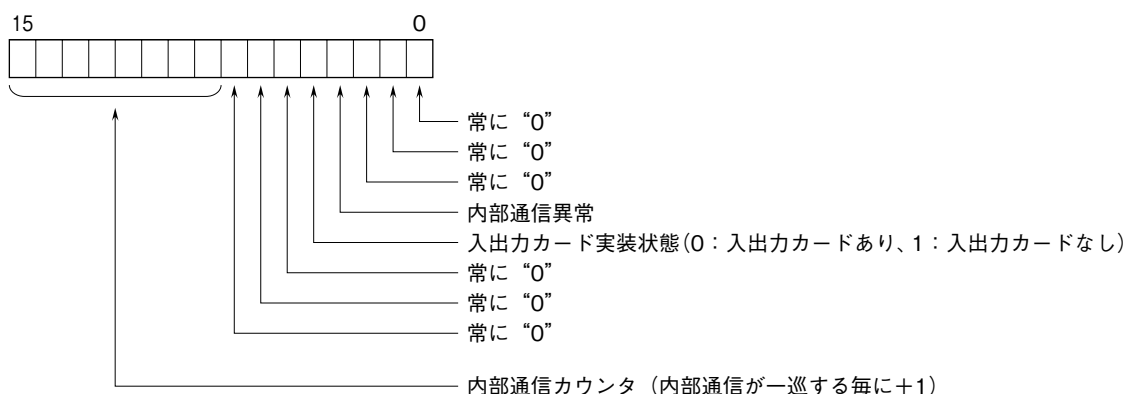 15 0
常に “0”
常に “0”
常に “0”
内部通信異常
入出力カード実装状態(0：入出力カードあり、1：入出力カードなし)
常に “0”
常に “0”
常に “0”
内部通信カウンタ（内部通信が一巡する毎に＋1）